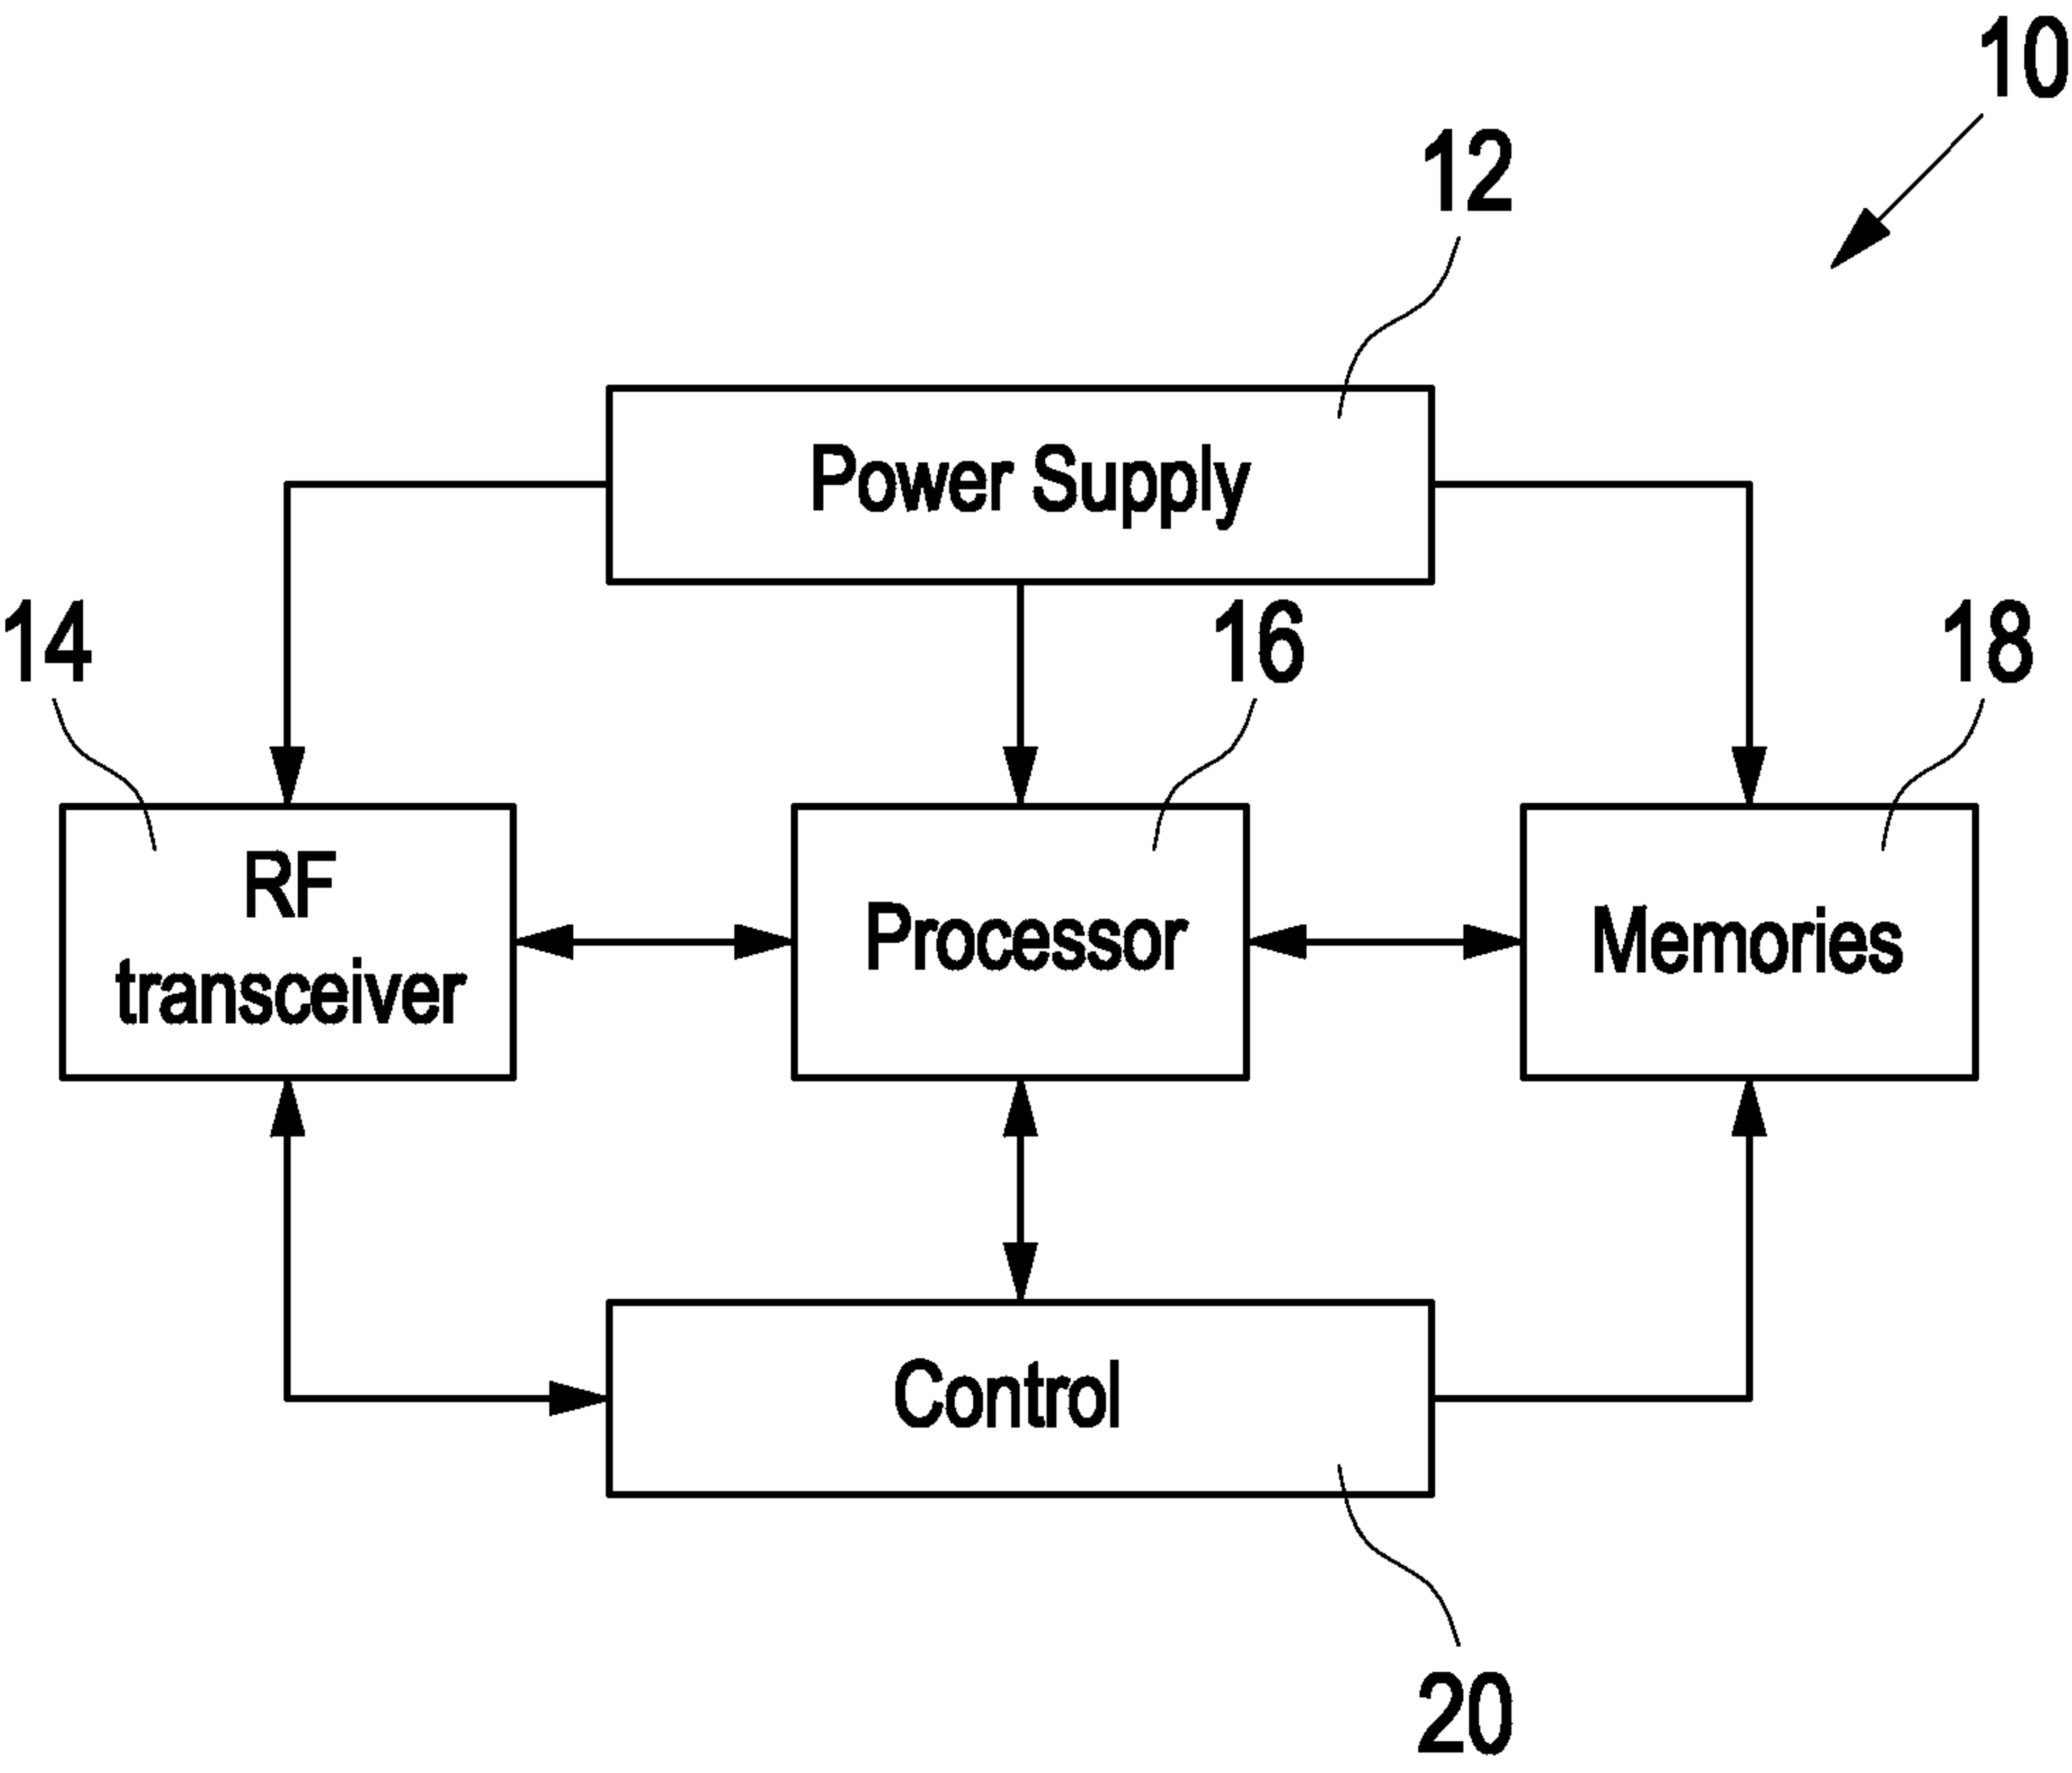 10
12
Power Supply
14
16
18
RF
transceiver
Processor
Memories
Control
20